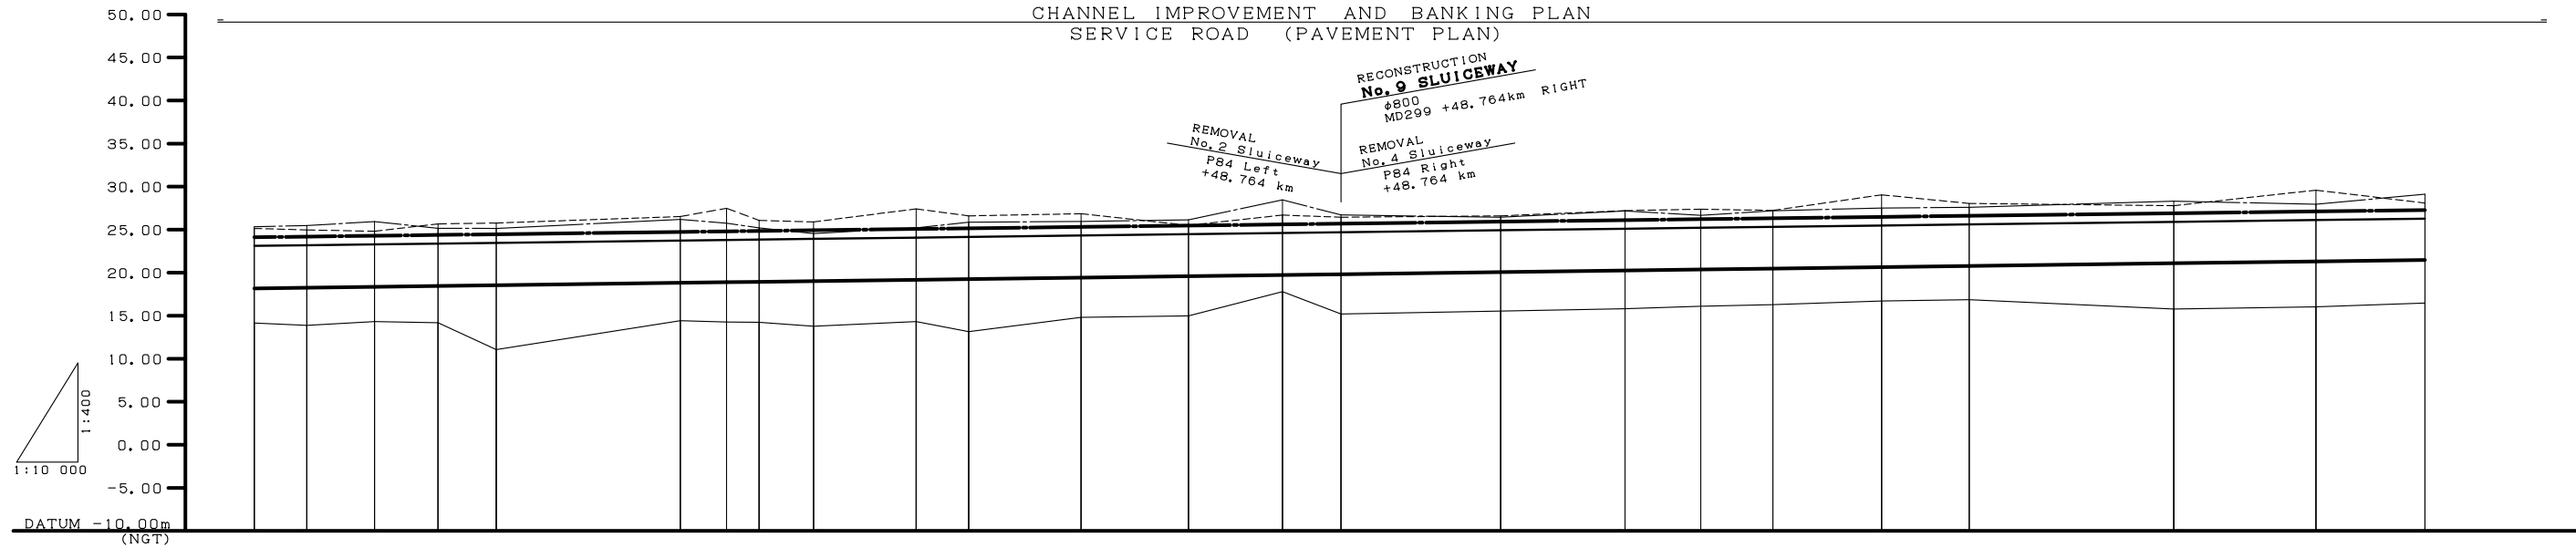 CHANNEL IMPROVEMENT AND BANKING PLAN
SERVICE ROAD (PAVEMENT PLAN)
50.00
45.00
40.00
35.00
30.00
25.00
20.00
15.00
10.00
5.00
0.00
-5.00
DATUM -10.00m
(NGT)
1:400
1:10 000
RECONSTRUCTION
No.9 SLUICEWAY
φ800
MD299 +48.764km RIGHT
REMOVAL
No.2 Sluiceway
P84 Left
+48.764 km
REMOVAL
No.4 Sluiceway
P84 Right
+48.764 km